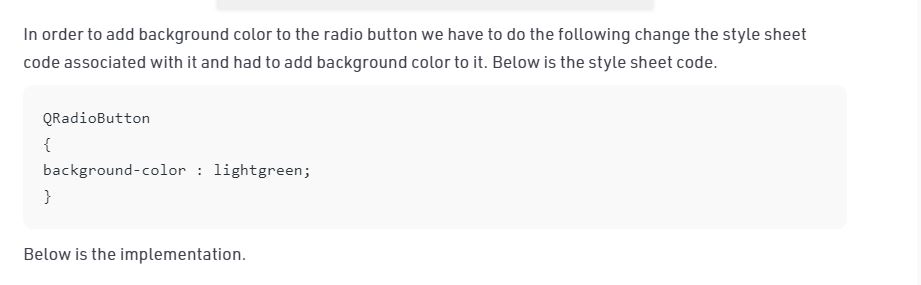 In order to add background color to the radio button we have to do the following change the style sheet
code associated with it and had to add background color to it. Below is the style sheet code.
QRadioButton
{
background-color : lightgreen;
}
Below is the implementation.